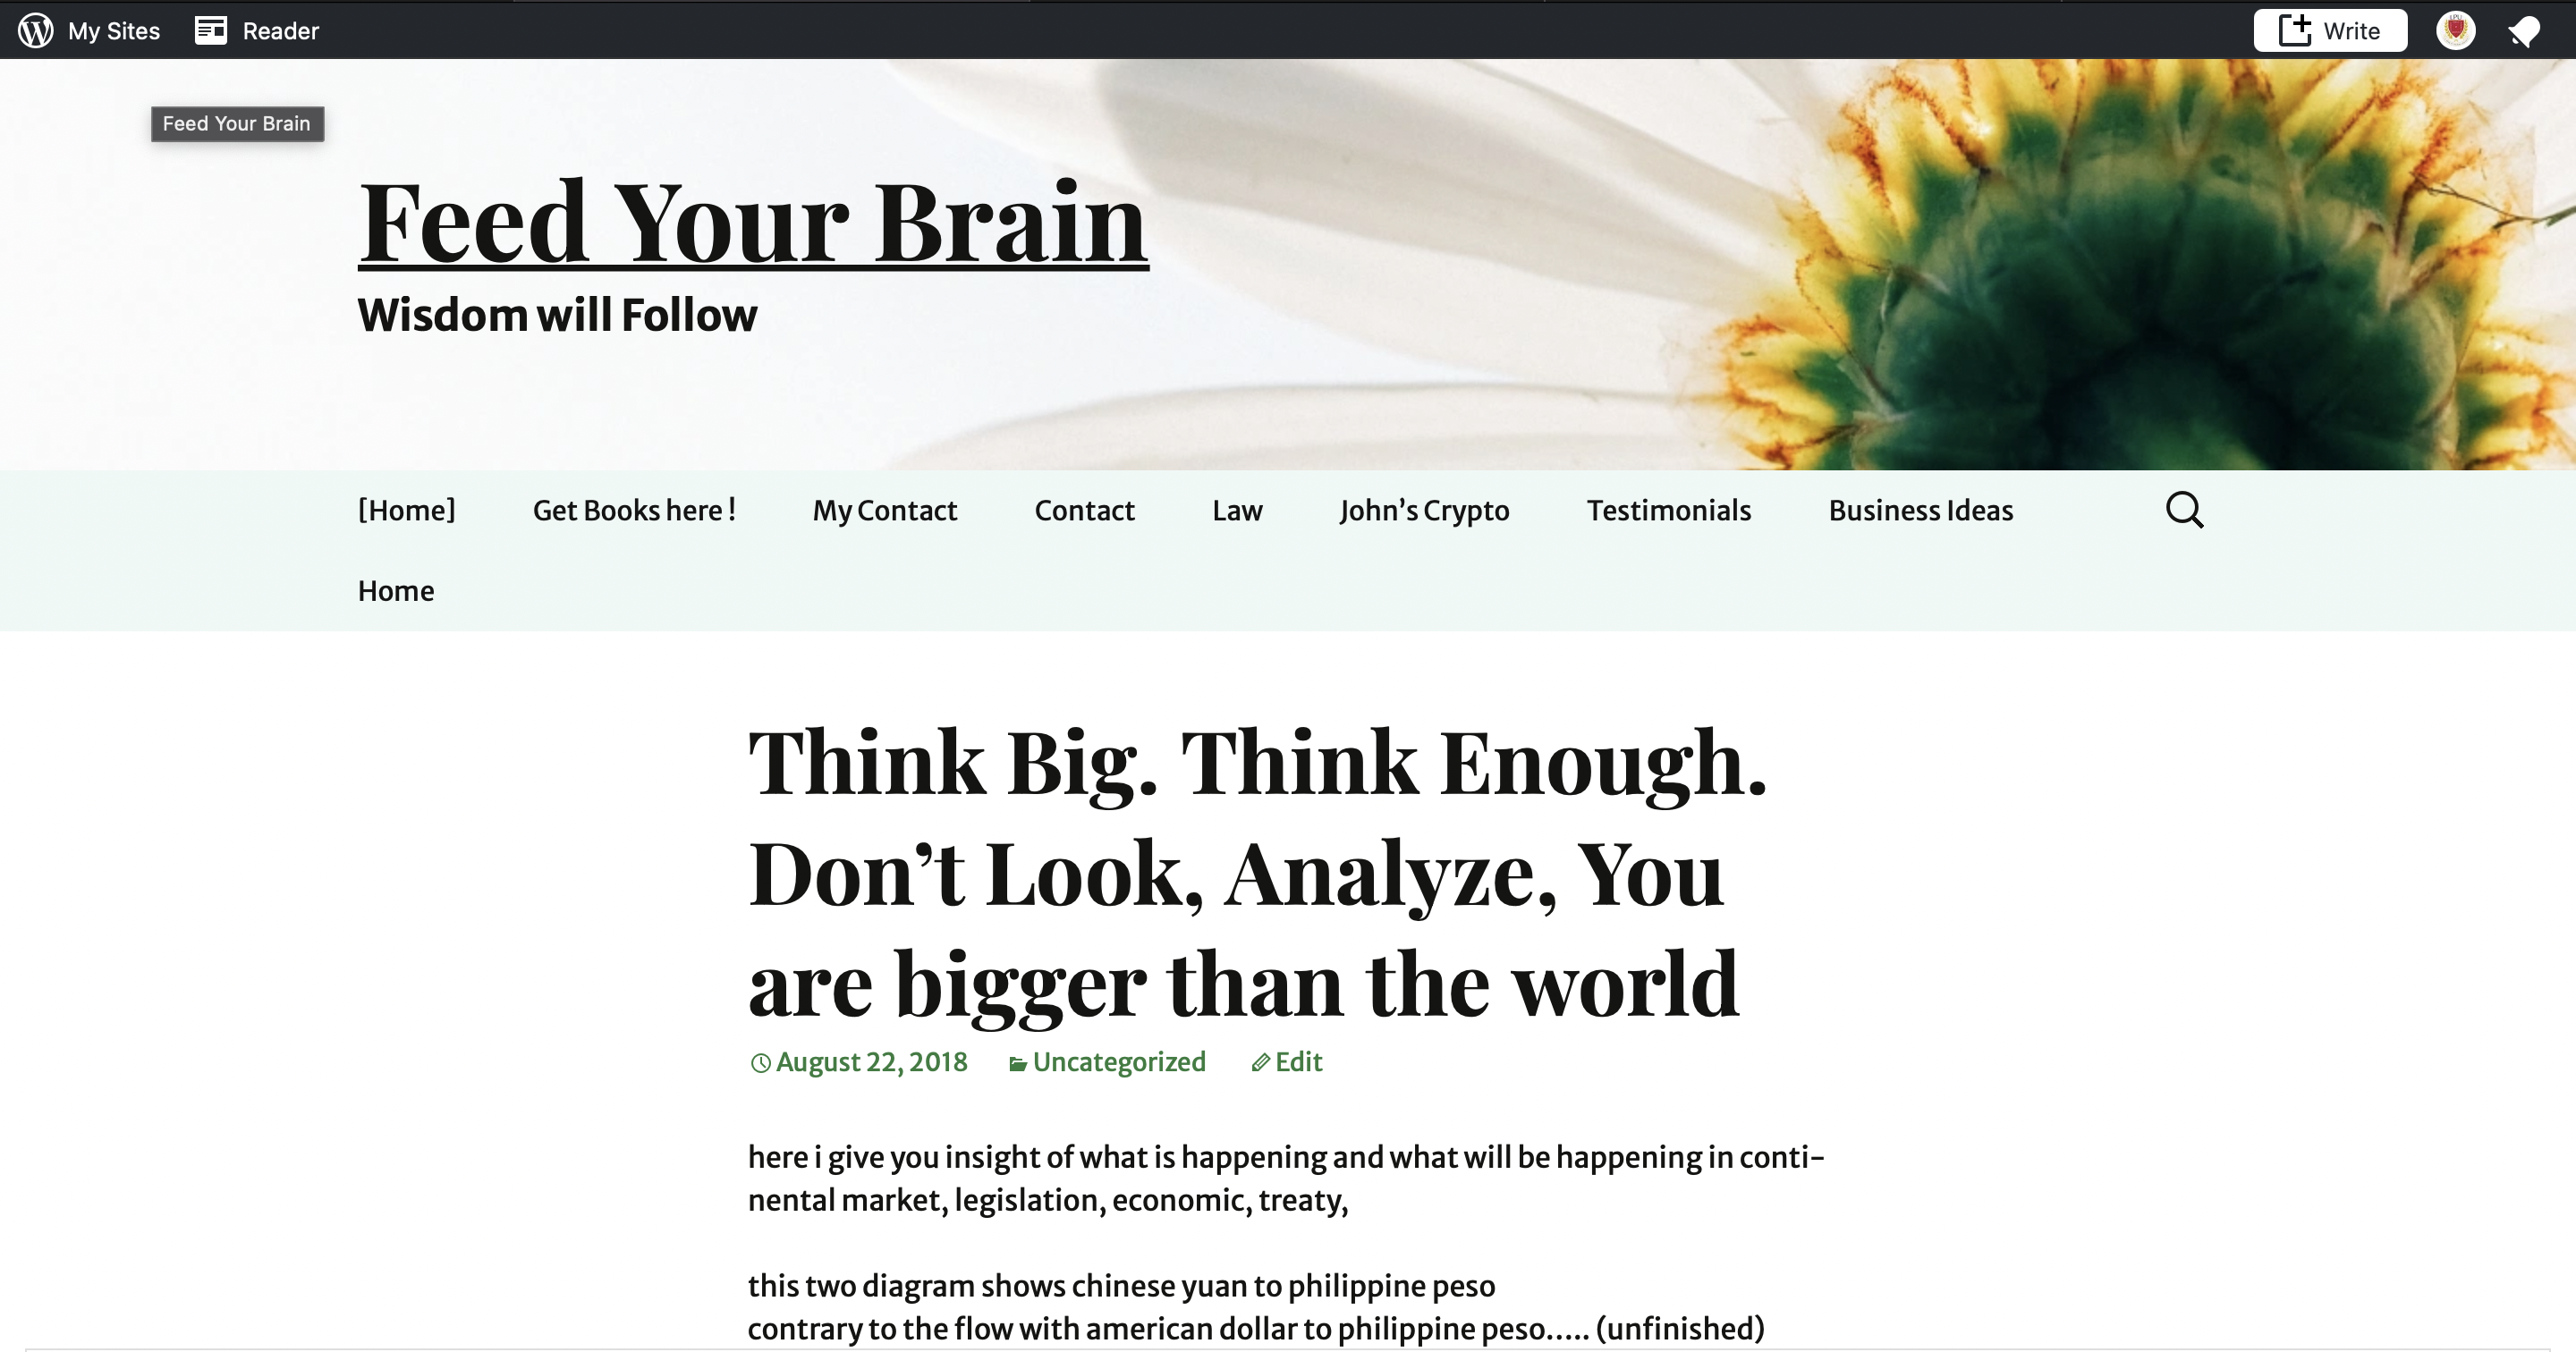 My Sites
Reader
Write
Feed Your Brain
Feed Your Brain
Wisdom will Follow
[Home]
Get Books here !
My Contact
Contact
Law
John’s Crypto
Testimonials
Business Ideas
Home
Think Big. Think Enough.
Don’t Look, Analyze, You
are bigger than the world
August 22, 2018
Uncategorized
Edit
here i give you insight of what is happening and what will be happening in conti-
nental market, legislation, economic, treaty,
this two diagram shows chinese yuan to philippine peso
contrary to the flow with american dollar to philippine peso..... (unfinished)